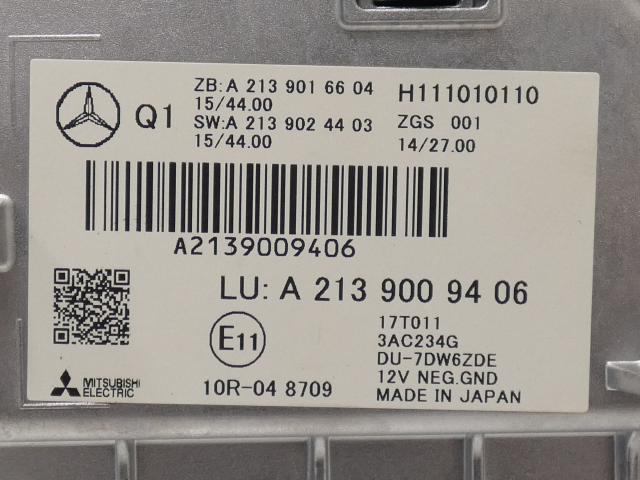 Q1
ZB:A 213 901 66 04
15/44.00
SW:A 213 902 44 03
15/44.00
H111010110
ZGS 001
14/27.00
A2139009406
LU: A 213 900 94 06
E11
10R-04 8709
MITSUBISHI
ELECTRIC
17T011
3AC234G
DU-7DW6ZDE
12V NEG.GND
MADE IN JAPAN